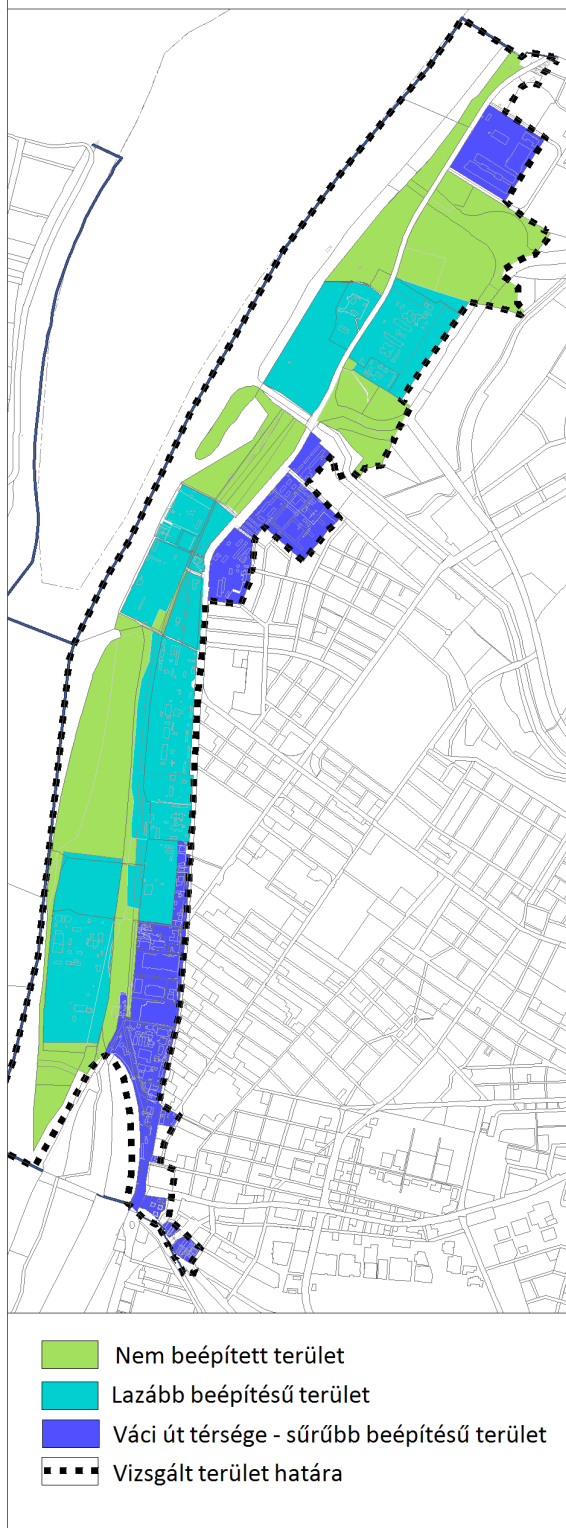 Nem beépített terület
Lazább beépítésű terület
Váci út térsége - sűrűbb beépítésű terület
Vizsgált terület határa